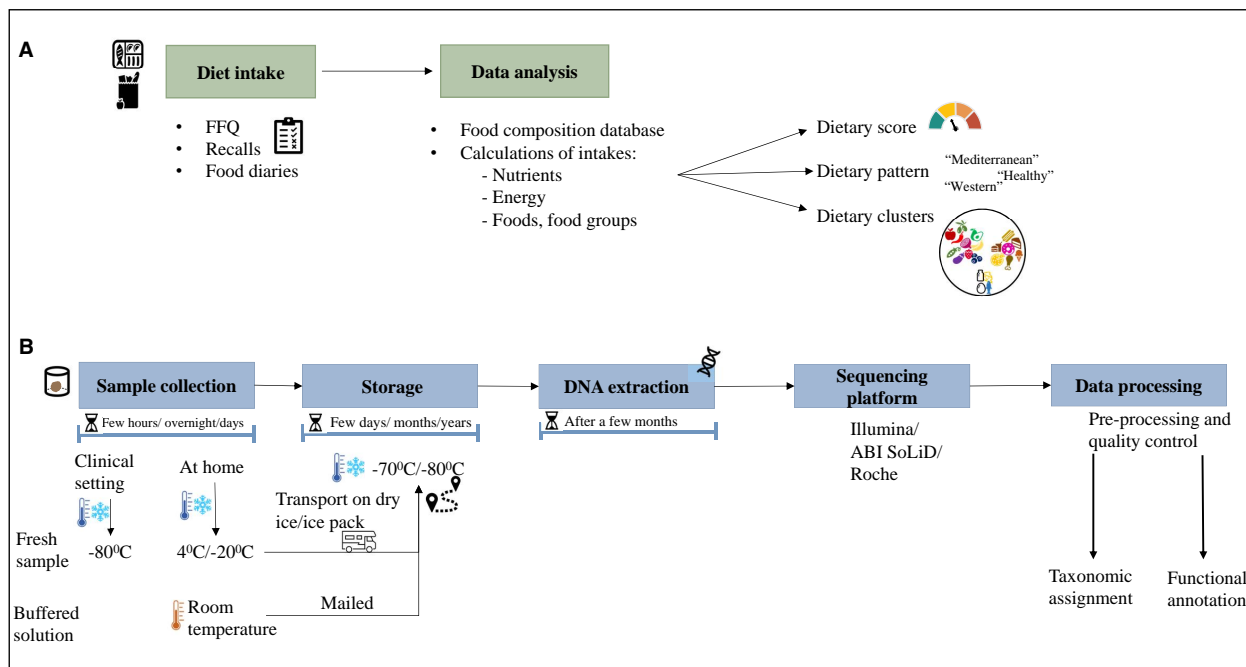 A
Diet intake
Data analysis
• FFQ
• Recalls
• Food diaries
• Food composition database
• Calculations of intakes:
- Nutrients
- Energy
- Foods, food groups
Dietary score
Dietary pattern
“Mediterranean”
“Healthy”
“Western”
Dietary clusters
B
Sample collection
Storage
DNA extraction
Sequencing
platform
Data processing
Few hours/ overnight/days
Few days/ months/years
After a few months
Illumina/
ABI SoLiD/
Roche
Pre-processing and
quality control
Clinical
setting
At home
-70⁰C/-80⁰C
Transport on dry
ice/ice pack
Fresh
sample
-80⁰C
4⁰C/-20⁰C
Taxonomic
assignment
Functional
annotation
Buffered
solution
Room
temperature
Mailed